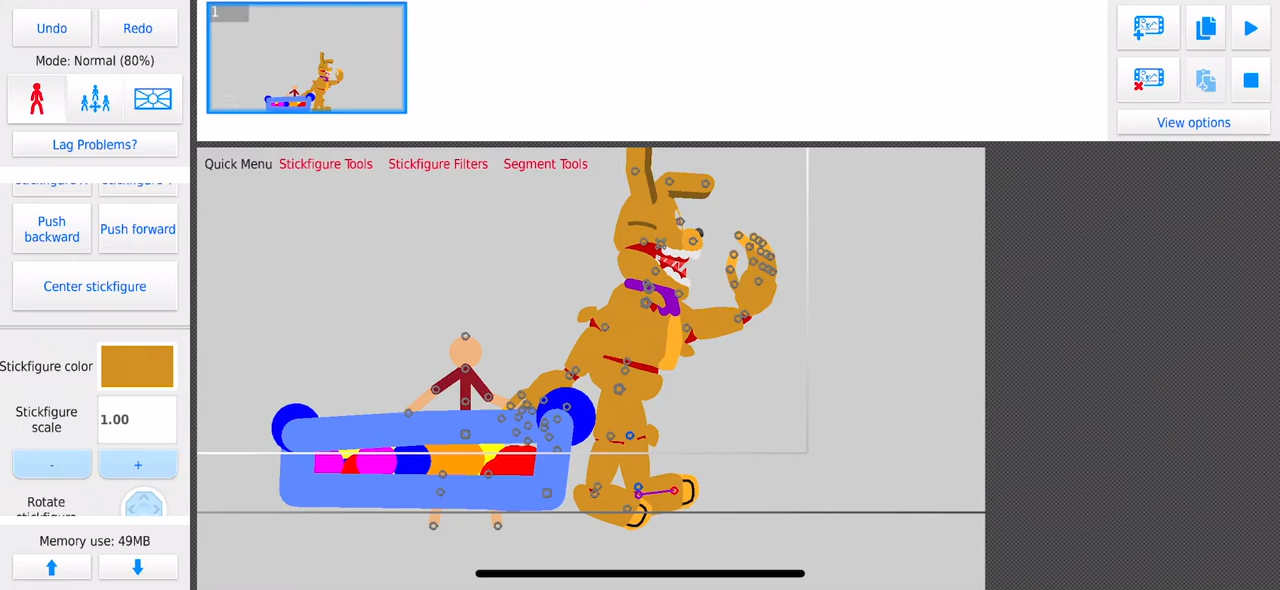 Undo
Redo
Mode: Normal (80%)
Lag Problems?
Push backward
Push forward
Center stickfigure
Stickfigure color
Stickfigure scale
1.00
-
+
Rotate
Memory use: 49MB
1
View options
Quick Menu
Stickfigure Tools
Stickfigure Filters
Segment Tools